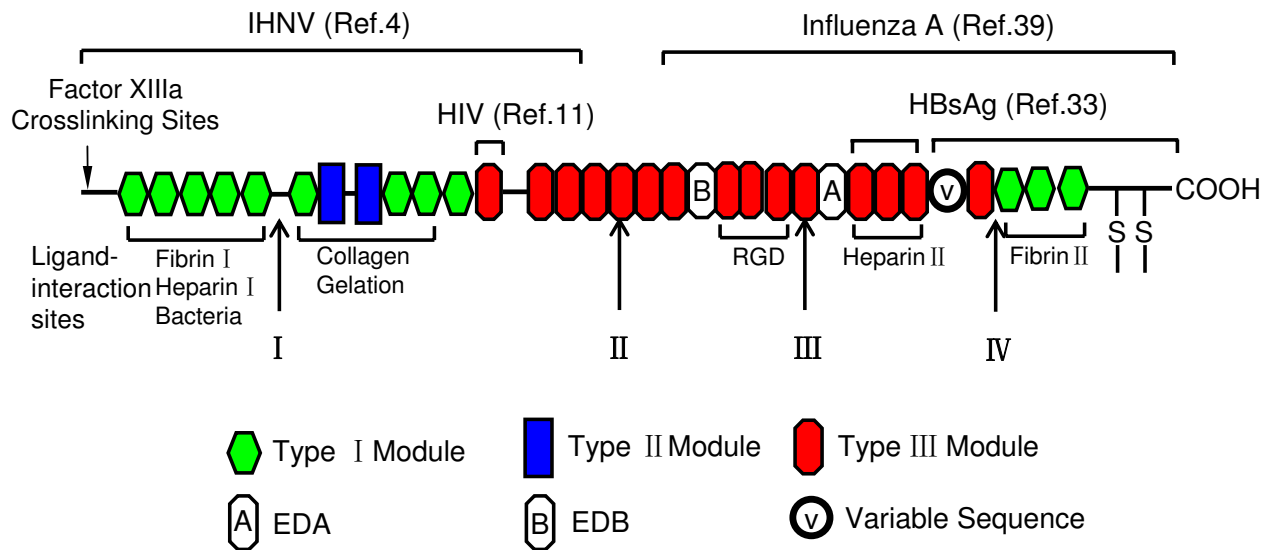 IHNV (Ref.4)
Influenza A (Ref.39)
Factor XIIIa
Crosslinking Sites
HIV (Ref.11)
HBsAg (Ref.33)
B
A
v
COOH
S S
Ligand-
interaction
sites
Fibrin Ⅰ
Heparin Ⅰ
Bacteria
Collagen
Gelation
RGD
Heparin Ⅱ
Fibrin Ⅱ
Ⅰ
Ⅱ
Ⅲ
Ⅳ
Type Ⅰ Module
Type Ⅱ Module
Type Ⅲ Module
A EDA
B EDB
v Variable Sequence